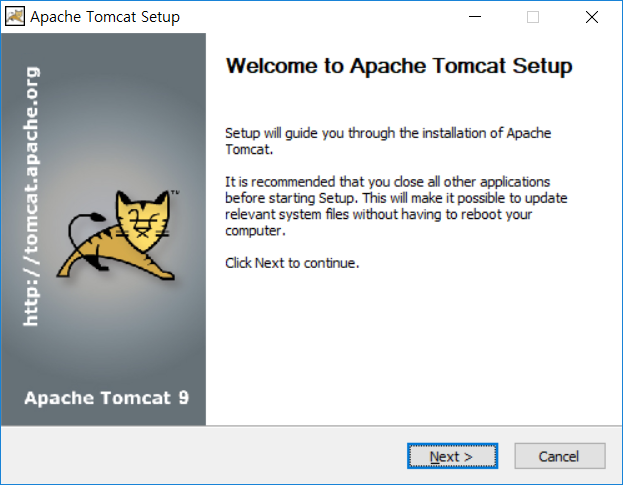 Apache Tomcat Setup
http://tomcat.apache.org
TM
Apache Tomcat 9
Welcome to Apache Tomcat Setup
Setup will guide you through the installation of Apache
Tomcat.
It is recommended that you close all other applications
before starting Setup. This will make it possible to update
relevant system files without having to reboot your
computer.
Click Next to continue.
Next >
Cancel